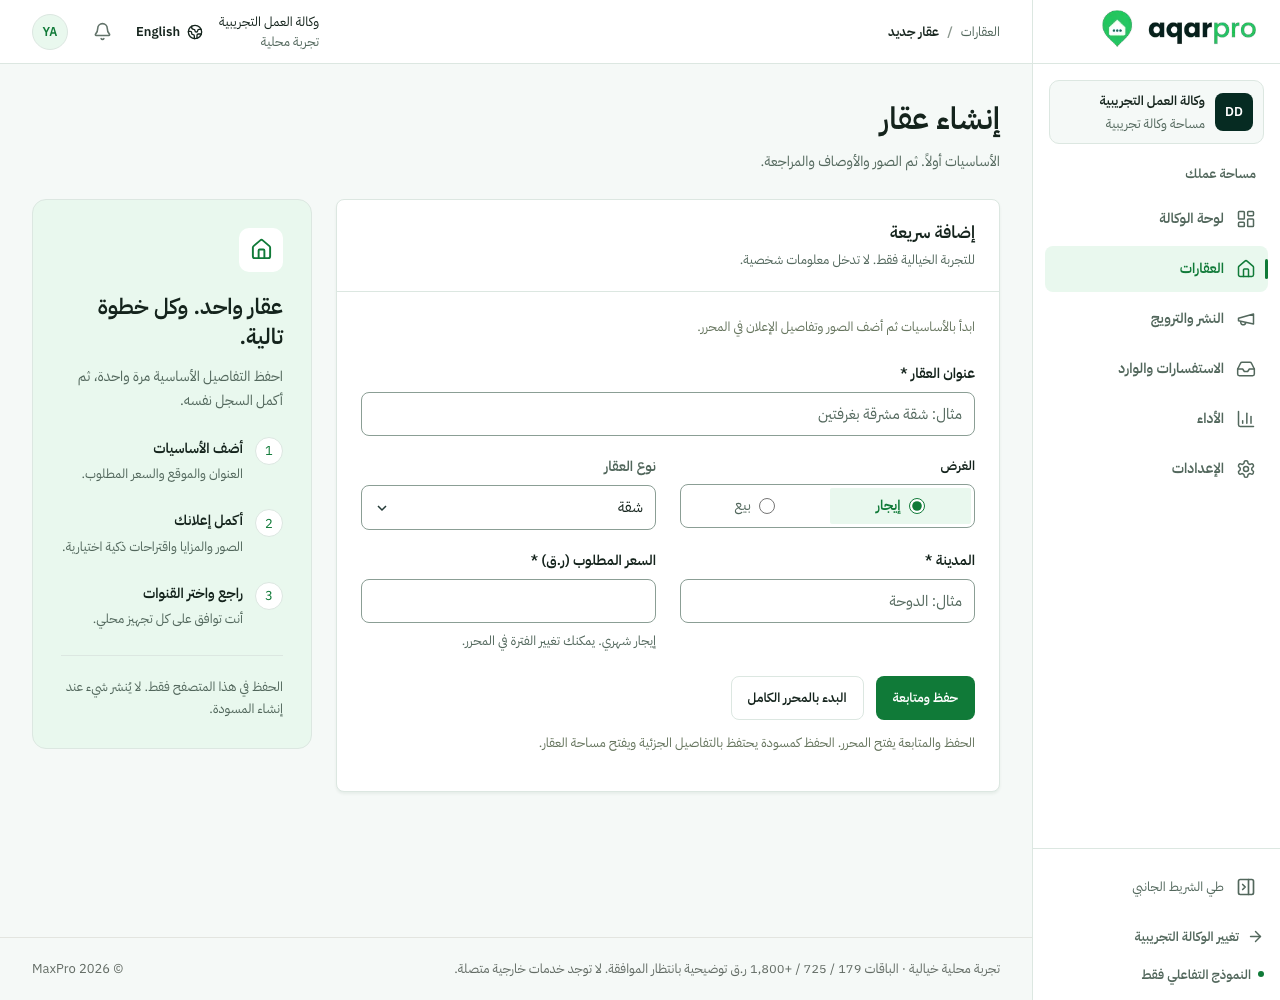 aqarpro
DD
وكالة العمل التجريبية
مساحة وكالة تجريبية
مساحة عملك
لوحة الوكالة
العقارات
النشر والترويج
الاستفسارات والوارد
الأداء
الإعدادات
طي الشريط الجانبي
تغيير الوكالة التجريبية
النموذج التفاعلي فقط
العقارات / عقار جديد
وكالة العمل التجريبية
تجربة محلية
English
YA
إنشاء عقار
الأساسيات أولاً. ثم الصور والأوصاف والمراجعة.
إضافة سريعة
للتجربة الخيالية فقط. لا تدخل معلومات شخصية.
ابدأ بالأساسيات ثم أضف الصور وتفاصيل الإعلان في المحرر.
عنوان العقار *
مثال: شقة مشرقة بغرفتين
الغرض
إيجار
بيع
نوع العقار
شقة
المدينة *
مثال: الدوحة
السعر المطلوب (ر.ق) *
إيجار شهري. يمكنك تغيير الفترة في المحرر.
حفظ ومتابعة
البدء بالمحرر الكامل
الحفظ والمتابعة يفتح المحرر. الحفظ كمسودة يحتفظ بالتفاصيل الجزئية ويفتح مساحة العقار.
عقار واحد. وكل خطوة
تالية.
احفظ التفاصيل الأساسية مرة واحدة، ثم
أكمل السجل نفسه.
1
أضف الأساسيات
العنوان والموقع والسعر المطلوب.
2
أكمل إعلانك
الصور والمزايا واقتراحات ذكية اختيارية.
3
راجع واختر القنوات
أنت توافق على كل تجهيز محلي.
الحفظ في هذا المتصفح فقط. لا يُنشر شيء عند
إنشاء المسودة.
تجربة محلية خيالية · الباقات 179 / 725 / +1,800 ر.ق توضيحية بانتظار الموافقة. لا توجد خدمات خارجية متصلة.
MaxPro 2026 ©